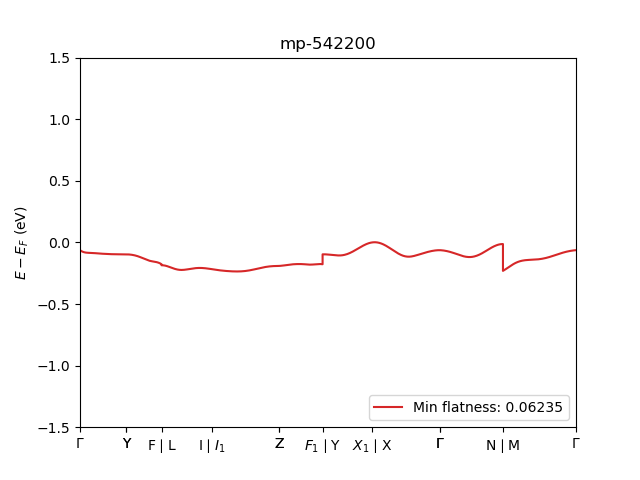 mp-542200
E − E_F (eV)
1.5
1.0
0.5
0.0
−0.5
−1.0
−1.5
Min flatness: 0.06235
Γ Y F | L I | I₁ Z F₁ | Y X₁ | X Γ N | M Γ